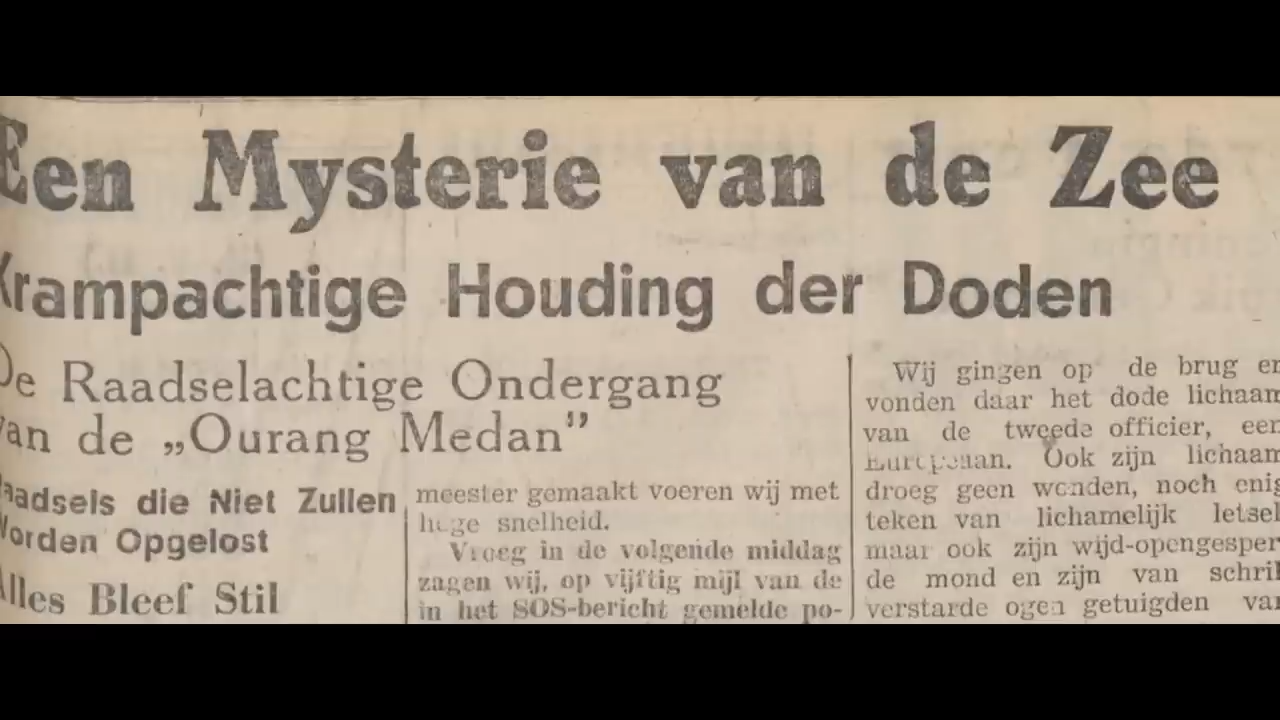 Een Mysterie van de Zee
Krampachtige Houding der Doden
De Raadselachtige Ondergang
van de „Ourang Medan”
Raadsels die Niet Zullen
Worden Opgelost
Alles Bleef Stil
meester gemaakt voeren wij met
hoge snelheid.
Vroeg in de volgende middag
zagen wij, op vijftig mijl van de
in het SOS-bericht gemelde po-
Wij gingen op de brug en
vonden daar het dode lichaam
van de tweede officier, een
Europeaan. Ook zijn lichaam
droeg geen wonden, noch enig
teken van lichamelijk letsel
maar ook zijn wijd-opengesper
de mond en zijn van schrik
verstarde ogen getuigden van